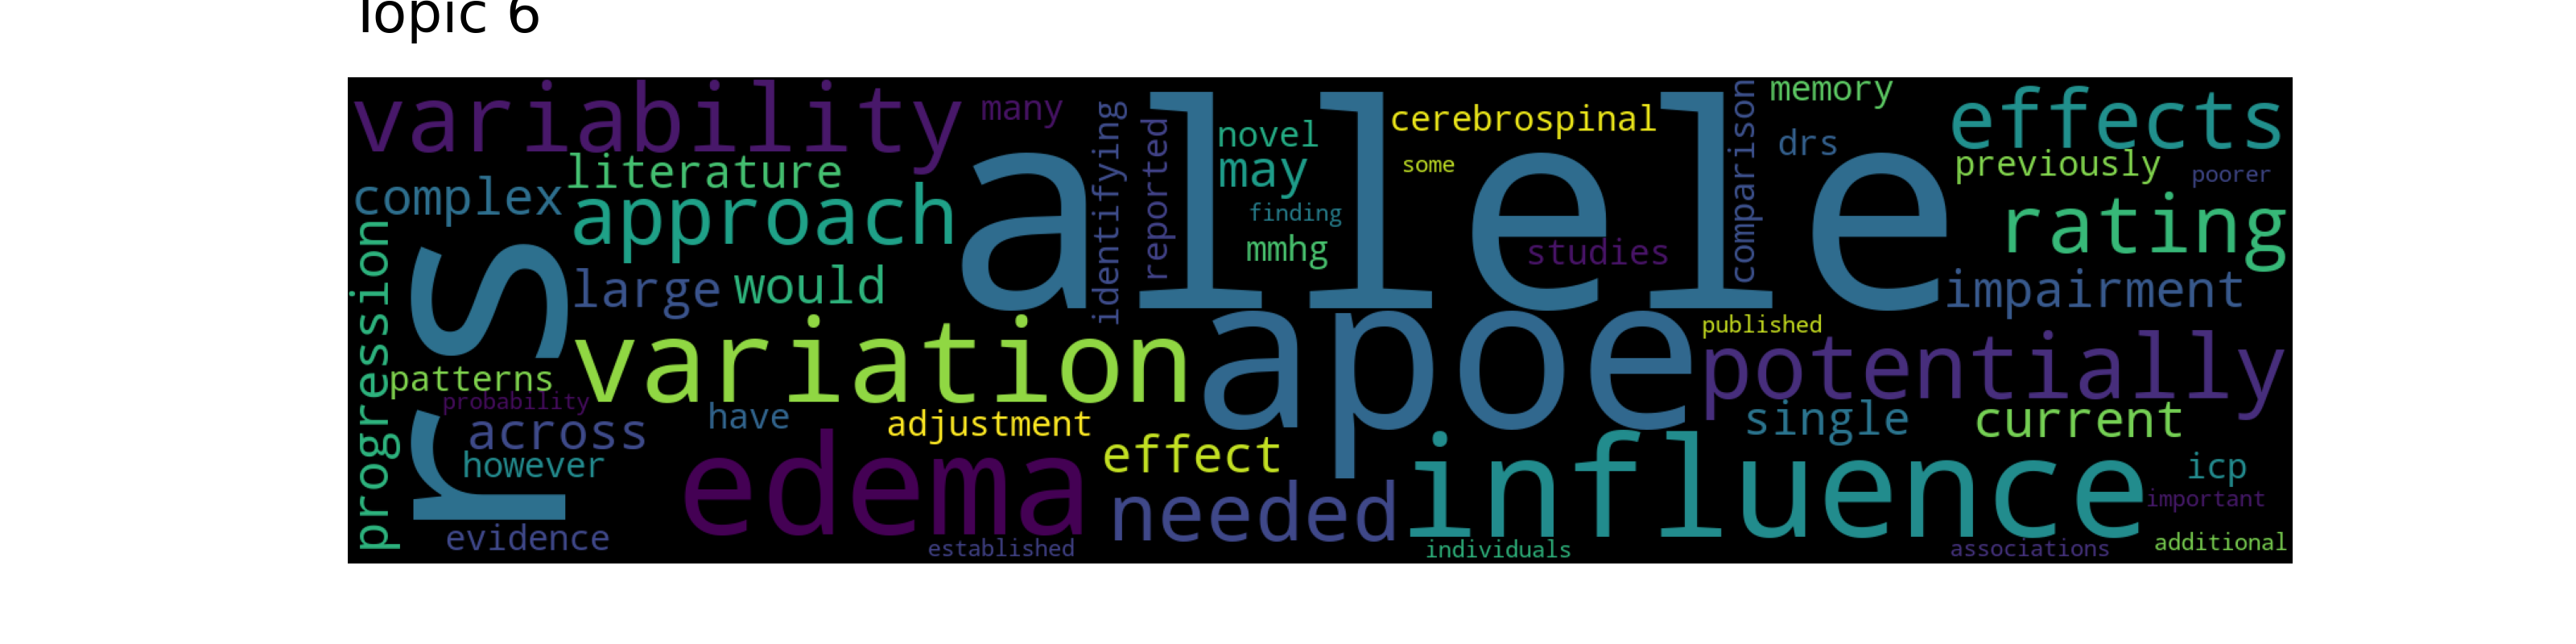 Topic 6
variability
many
identifying
reported
novel
may
cerebrospinal
some
comparison
memory
drs
effects
previously
poorer
complex
literature
approach
allele
finding
mmhg
studies
rating
progression
rs
large
would
impairment
variation
apoe
published
potentially
patterns
probability
across
have
adjustment
effect
single
current
however
edema
needed
influence
icp
important
evidence
established
individuals
associations
additional